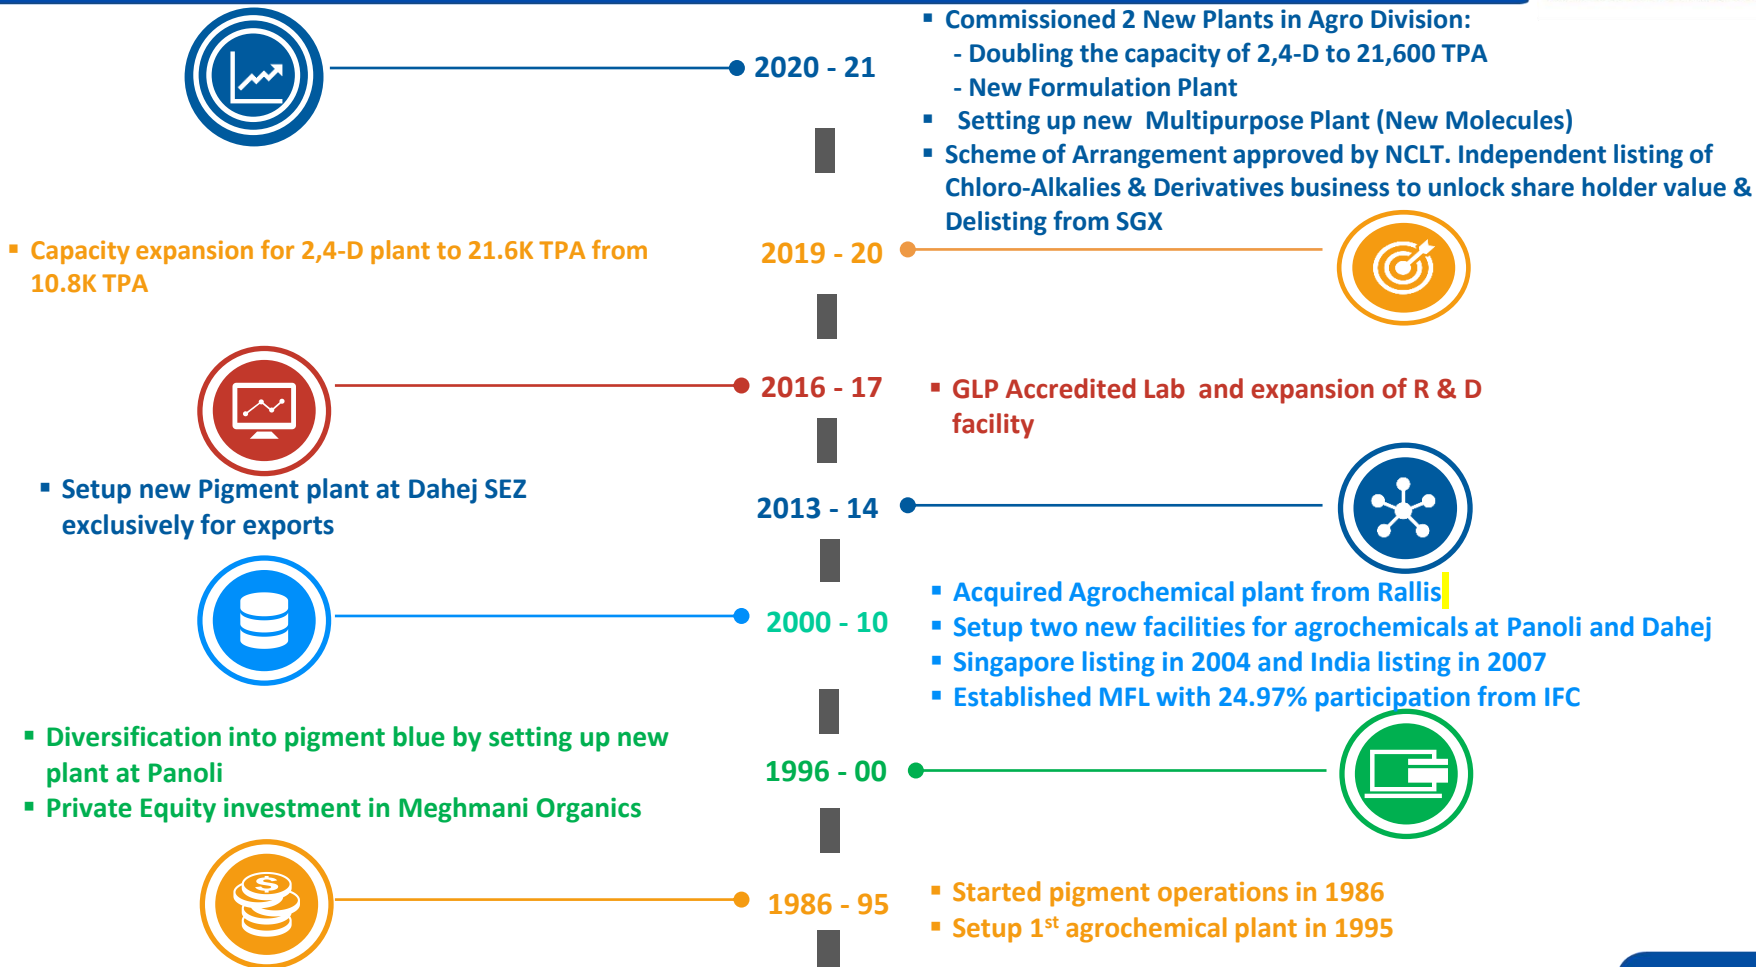 ▪ Commissioned 2 New Plants in Agro Division:
- Doubling the capacity of 2,4-D to 21,600 TPA
- New Formulation Plant
▪ Setting up new Multipurpose Plant (New Molecules)
▪ Scheme of Arrangement approved by NCLT. Independent listing of
Chloro-Alkalies & Derivatives business to unlock share holder value &
Delisting from SGX
2020 - 21
▪ Capacity expansion for 2,4-D plant to 21.6K TPA from
10.8K TPA
2019 - 20
2016 - 17
▪ GLP Accredited Lab and expansion of R & D
facility
▪ Setup new Pigment plant at Dahej SEZ
exclusively for exports
2013 - 14
2000 - 10
▪ Acquired Agrochemical plant from Rallis
▪ Setup two new facilities for agrochemicals at Panoli and Dahej
▪ Singapore listing in 2004 and India listing in 2007
▪ Established MFL with 24.97% participation from IFC
▪ Diversification into pigment blue by setting up new
plant at Panoli
▪ Private Equity investment in Meghmani Organics
1996 - 00
$
1986 - 95
▪ Started pigment operations in 1986
▪ Setup 1st agrochemical plant in 1995